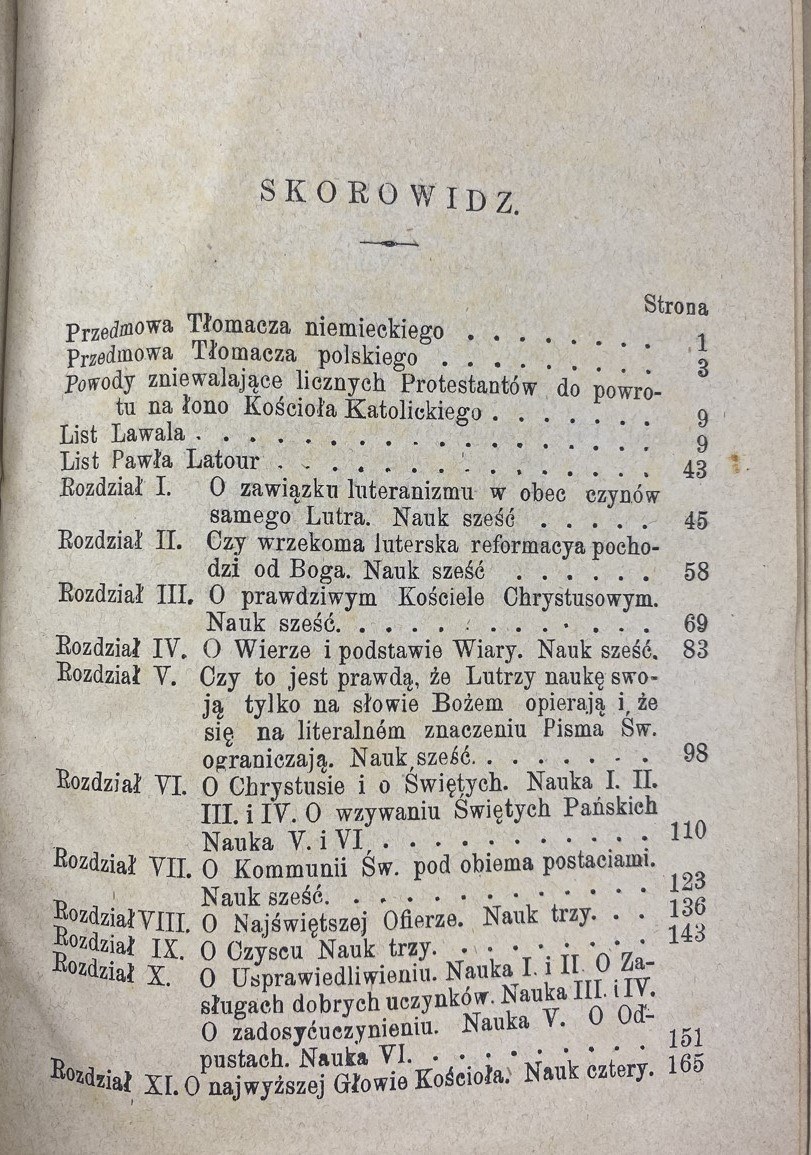 SKOROWIDZ.
Strona
Przedmowa Tłomacza niemieckiego . . . . . . . . 1
Przedmowa Tłomacza polskiego . . . . . . . . . 3
Powody zniewalające licznych Protestantów do powro-
tu na łono Kościoła Katolickiego . . . . . . . 9
List Lawala . . . . . . . . . . . . . . . . . 9
List Pawła Latour . . . . . . . . . . . . . . 43
Rozdział I. O zawiązku luteranizmu w obec czynów
samego Lutra. Nauk sześć . . . . . 45
Rozdział II. Czy wrzekoma luterska reformacya pocho-
dzi od Boga. Nauk sześć . . . . . . 58
Rozdział III. O prawdziwym Kościele Chrystusowym.
Nauk sześć. . . . . . . . . . . . . . 69
Rozdział IV. O Wierze i podstawie Wiary. Nauk sześć. 83
Rozdział V. Czy to jest prawdą, że Lutrzy naukę swo-
ją tylko na słowie Bożem opierają i, że
się na literalném znaczeniu Pisma Św.
ograniczają. Nauk sześć. . . . . . . . 98
Rozdział VI. O Chrystusie i o Świętych. Nauka I. II.
III. i IV. O wzywaniu Świętych Pańskich
Nauka V. i VI. . . . . . . . . . . . 110
Rozdział VII. O Kommunii Św. pod obiema postaciami.
Nauk sześć. . . . . . . . . . . . . 123
Rozdział VIII. O Najświętszej Ofierze. Nauk trzy. . . 136
Rozdział IX. O Czyscu Nauk trzy. . . . . . . . . 143
Rozdział X. O Usprawiedliwieniu. Nauka I. i II. O Za-
sługach dobrych uczynków. Nauka III. i IV.
O zadosyćuczynieniu. Nauka V. O Od-
pustach. Nauka VI. . . . . . . . . . 151
Rozdział XI. O najwyższej Głowie Kościoła. Nauk cztery. 165